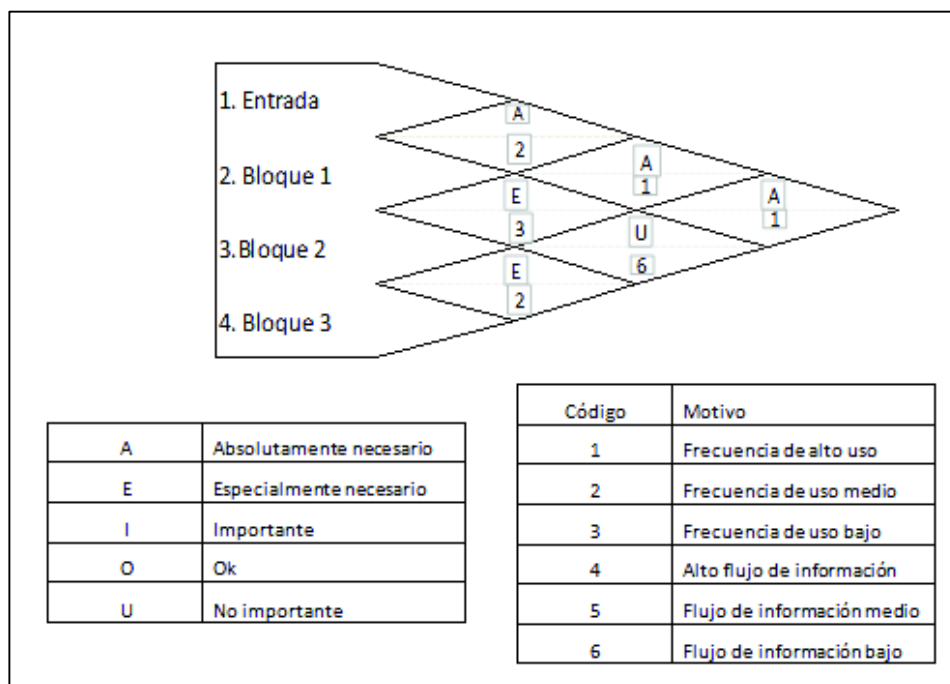 1. Entrada
A
2
2. Bloque 1
A
1
E
3
A
1
3.Bloque 2
U
6
E
2
4. Bloque 3
A Absolutamente necesario
E Especialmente necesario
I Importante
O Ok
U No importante
Código Motivo
1 Frecuencia de alto uso
2 Frecuencia de uso medio
3 Frecuencia de uso bajo
4 Alto flujo de información
5 Flujo de información medio
6 Flujo de información bajo